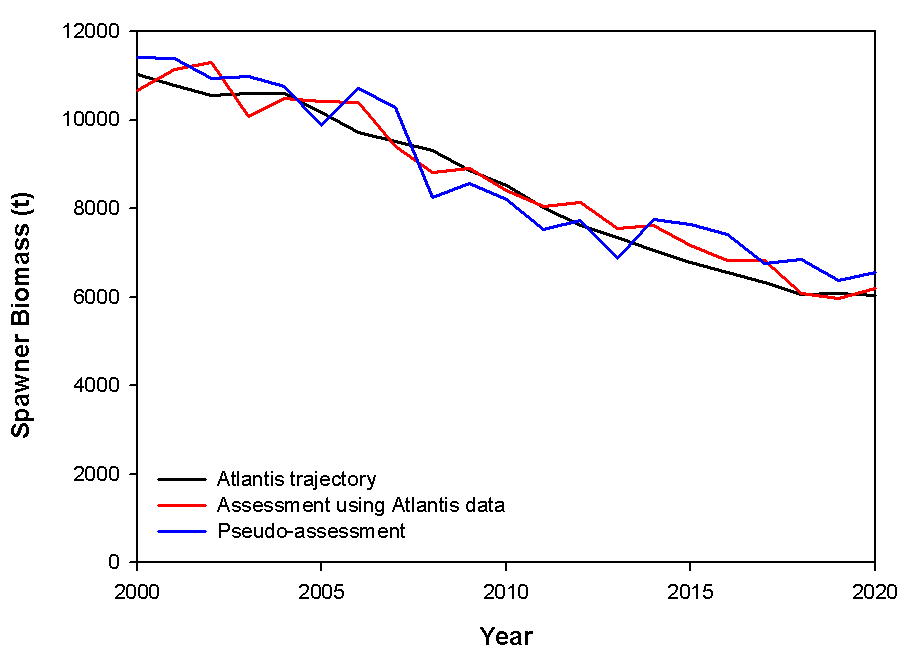 12000
10000
8000
6000
4000
2000
0
Spawner Biomass (t)
Atlantis trajectory
Assessment using Atlantis data
Pseudo-assessment
2000 2005 2010 2015 2020
Year